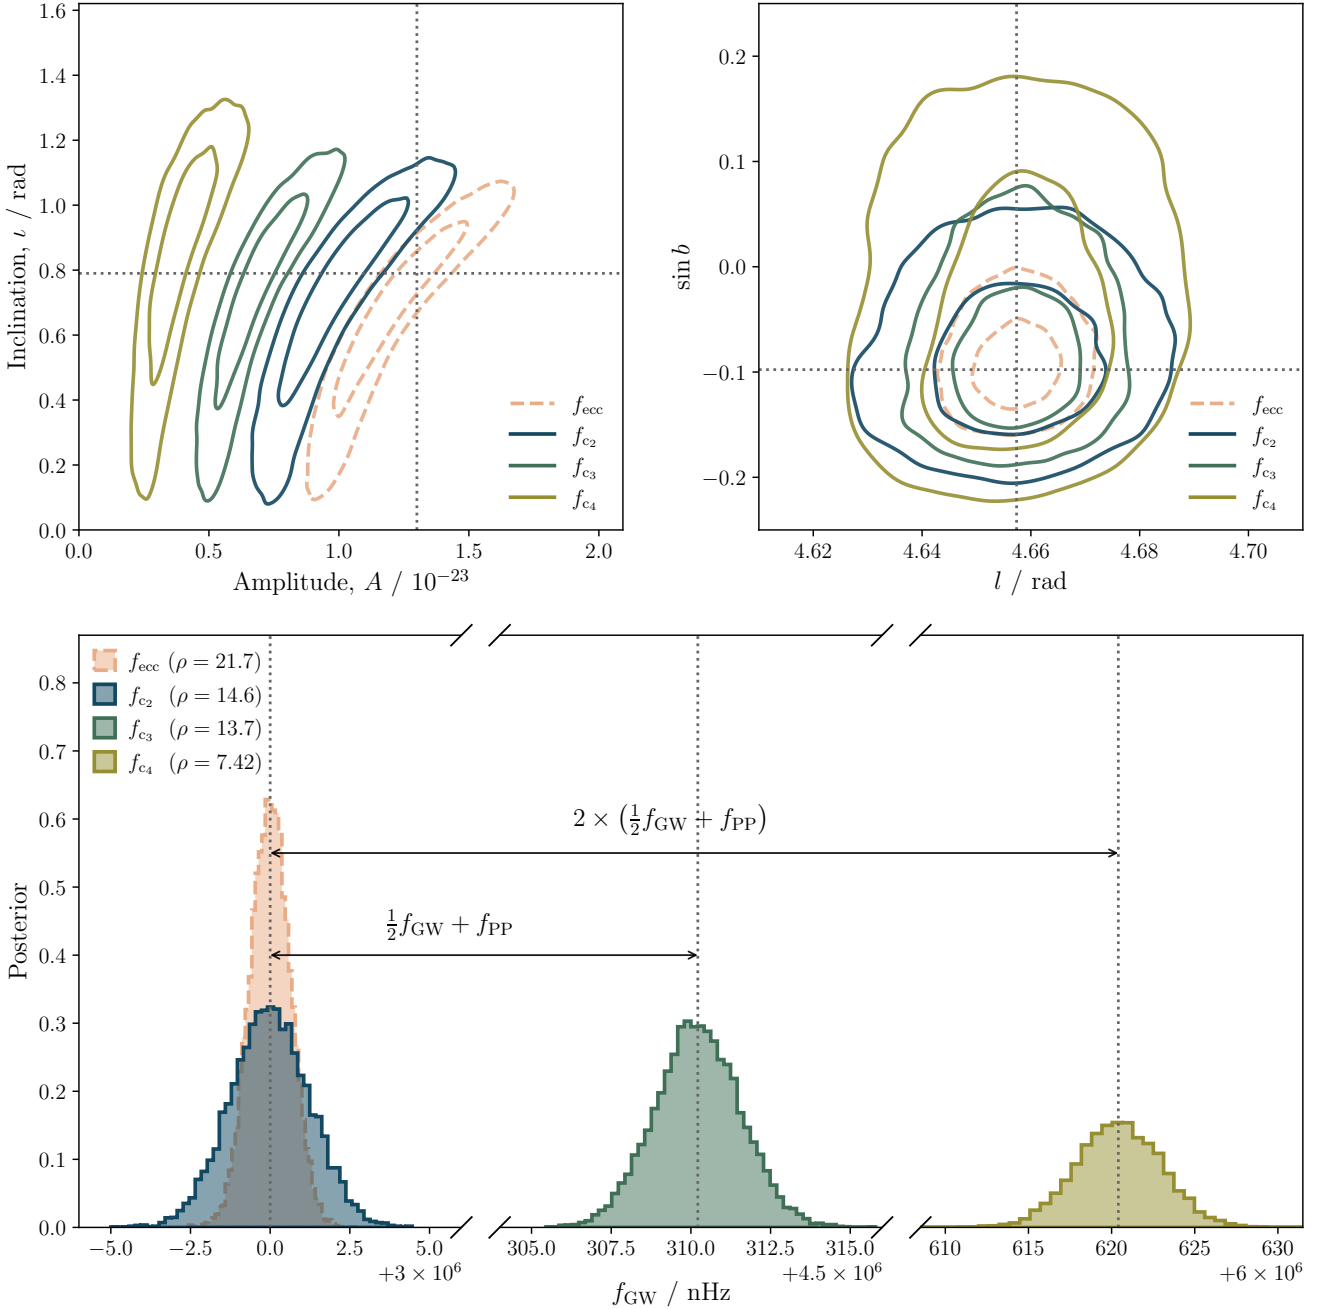 1.6
1.4
1.2
1.0
0.8
0.6
0.4
0.2
0.0
Inclination, ι / rad
0.0 0.5 1.0 1.5 2.0
Amplitude, A / 10⁻²³
f_ecc
f_c₂
f_c₃
f_c₄
0.2
0.1
0.0
−0.1
−0.2
sin b
4.62 4.64 4.66 4.68 4.70
l / rad
f_ecc
f_c₂
f_c₃
f_c₄
f_ecc (ρ = 21.7)
f_c₂ (ρ = 14.6)
f_c₃ (ρ = 13.7)
f_c₄ (ρ = 7.42)
2 × (½f_GW + f_PP)
½f_GW + f_PP
0.8
0.7
0.6
0.5
0.4
0.3
0.2
0.1
0.0
Posterior
−5.0 −2.5 0.0 2.5 5.0 305.0 307.5 310.0 312.5 315.0 610 615 620 625 630
+3 × 10⁶ +4.5 × 10⁶ +6 × 10⁶
f_GW / nHz